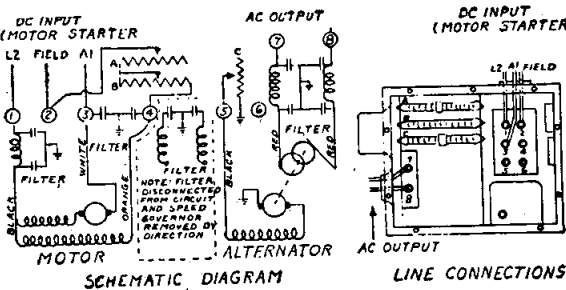 DC INPUT
(MOTOR STARTER
L2 FIELD A1
A
B
1
2
3
4
FILTER
FILTER
WHITE
BLACK
ORANGE
FILTER
NOTE: FILTER
DISCONNECTED
FROM CIRCUIT
AND SPEED
GOVERNOR
REMOVED BY
DIRECTION
MOTOR
AC OUTPUT
C
7
8
5
6
RED
RED
FILTER
BLACK
ALTERNATOR
SCHEMATIC DIAGRAM
DC INPUT
(MOTOR STARTER
L2 A1 FIELD
A
B
C
7
8
AC OUTPUT
LINE CONNECTIONS